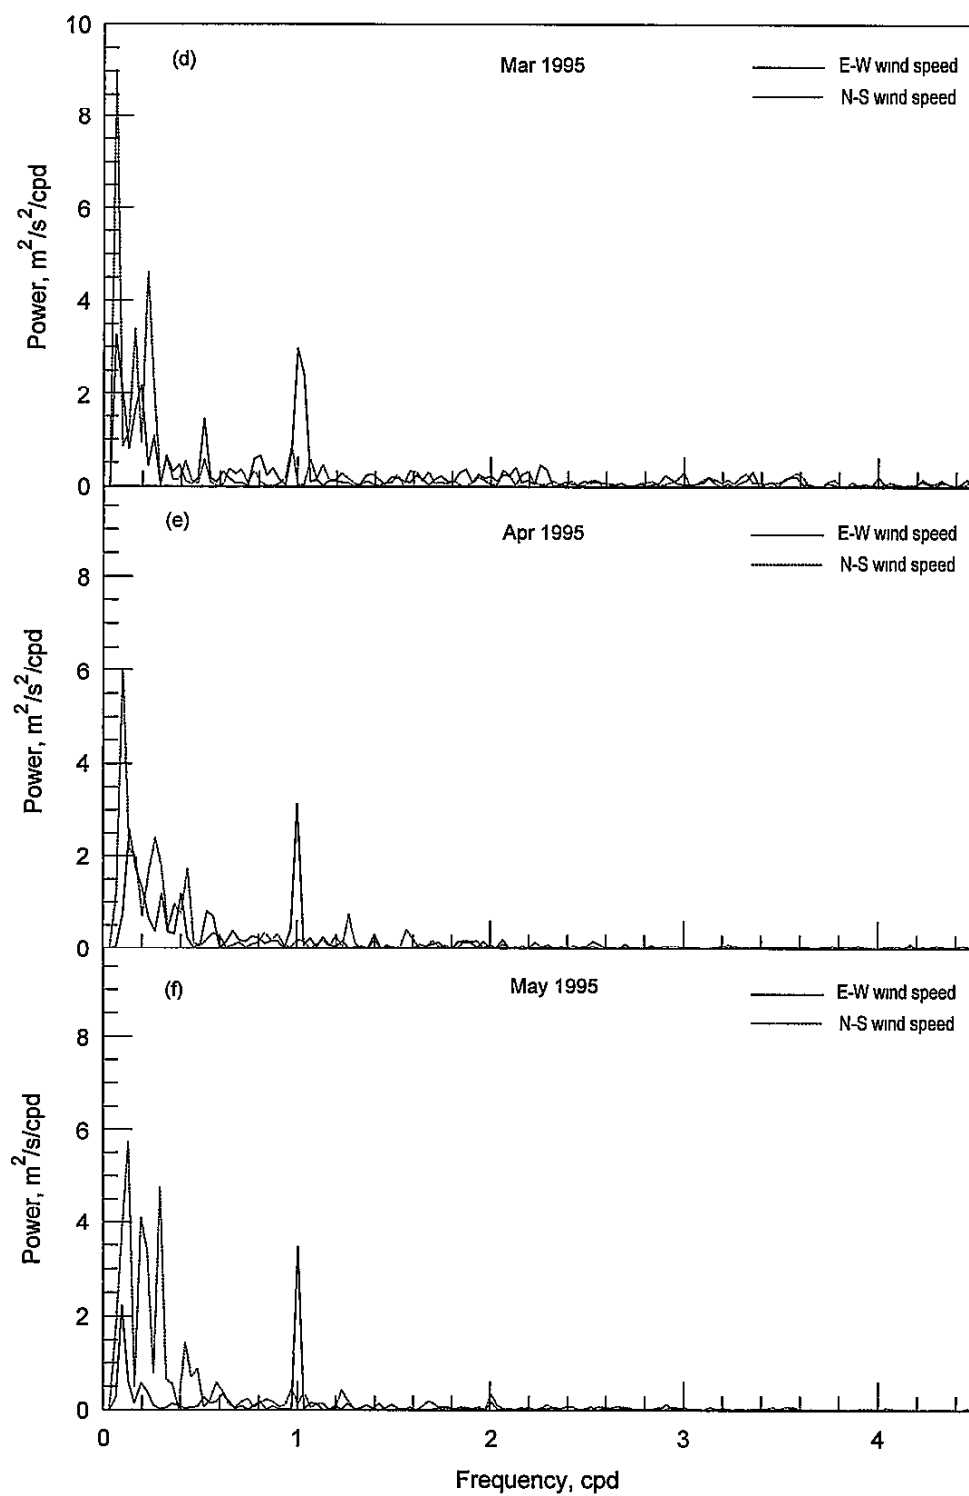 10
(d)
Mar 1995
E-W wind speed
N-S wind speed
8
6
4
2
0
Power, m²/s²/cpd
(e)
Apr 1995
E-W wind speed
N-S wind speed
8
6
4
2
0
Power, m²/s²/cpd
(f)
May 1995
E-W wind speed
N-S wind speed
8
6
4
2
0
Power, m²/s/cpd
0 1 2 3 4
Frequency, cpd